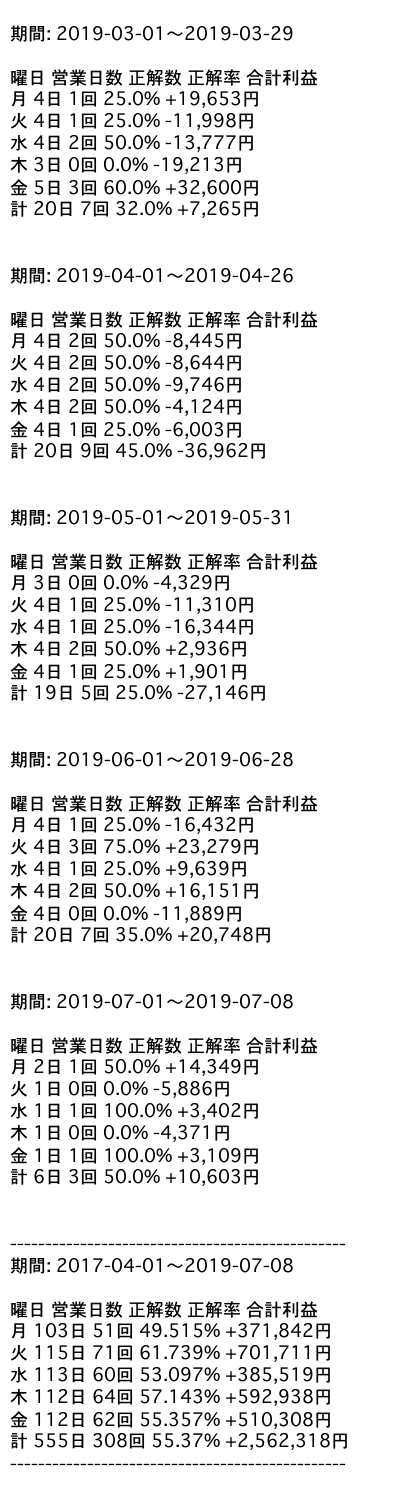 期間: 2019-03-01〜2019-03-29
曜日 営業日数 正解数 正解率 合計利益
月 4日 1回 25.0% +19,653円
火 4日 1回 25.0% -11,998円
水 4日 2回 50.0% -13,777円
木 3日 0回 0.0% -19,213円
金 5日 3回 60.0% +32,600円
計 20日 7回 32.0% +7,265円
期間: 2019-04-01〜2019-04-26
曜日 営業日数 正解数 正解率 合計利益
月 4日 2回 50.0% -8,445円
火 4日 2回 50.0% -8,644円
水 4日 2回 50.0% -9,746円
木 4日 2回 50.0% -4,124円
金 4日 1回 25.0% -6,003円
計 20日 9回 45.0% -36,962円
期間: 2019-05-01〜2019-05-31
曜日 営業日数 正解数 正解率 合計利益
月 3日 0回 0.0% -4,329円
火 4日 1回 25.0% -11,310円
水 4日 1回 25.0% -16,344円
木 4日 2回 50.0% +2,936円
金 4日 1回 25.0% +1,901円
計 19日 5回 25.0% -27,146円
期間: 2019-06-01〜2019-06-28
曜日 営業日数 正解数 正解率 合計利益
月 4日 1回 25.0% -16,432円
火 4日 3回 75.0% +23,279円
水 4日 1回 25.0% +9,639円
木 4日 2回 50.0% +16,151円
金 4日 0回 0.0% -11,889円
計 20日 7回 35.0% +20,748円
期間: 2019-07-01〜2019-07-08
曜日 営業日数 正解数 正解率 合計利益
月 2日 1回 50.0% +14,349円
火 1日 0回 0.0% -5,886円
水 1日 1回 100.0% +3,402円
木 1日 0回 0.0% -4,371円
金 1日 1回 100.0% +3,109円
計 6日 3回 50.0% +10,603円
------------------------------------------------
期間: 2017-04-01〜2019-07-08
曜日 営業日数 正解数 正解率 合計利益
月 103日 51回 49.515% +371,842円
火 115日 71回 61.739% +701,711円
水 113日 60回 53.097% +385,519円
木 112日 64回 57.143% +592,938円
金 112日 62回 55.357% +510,308円
計 555日 308回 55.37% +2,562,318円
------------------------------------------------